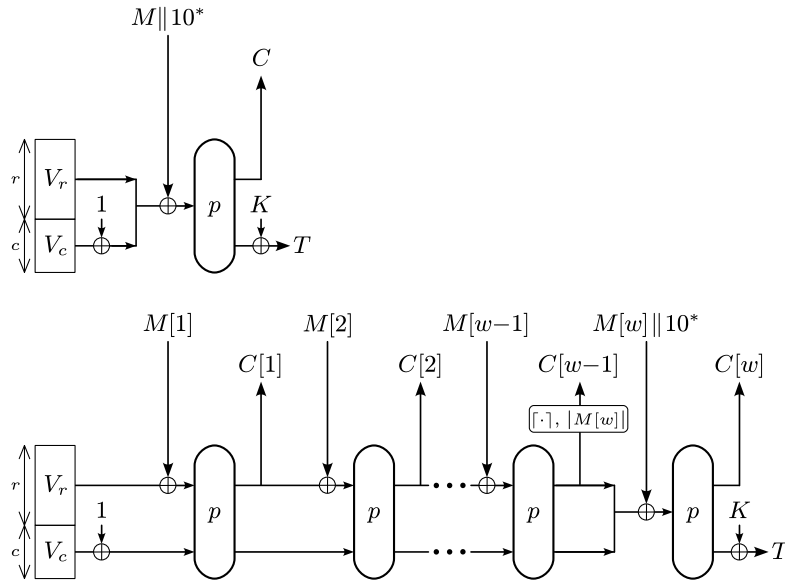 M∥10*
C
r
V_r
1
p
K
c
V_c
T
M[1] M[2] M[w−1] M[w]∥10*
C[1] C[2] C[w−1] C[w]
⌈·⌉, |M[w]|
r
V_r
1
p
p
•••
p
p
K
c
V_c
•••
T